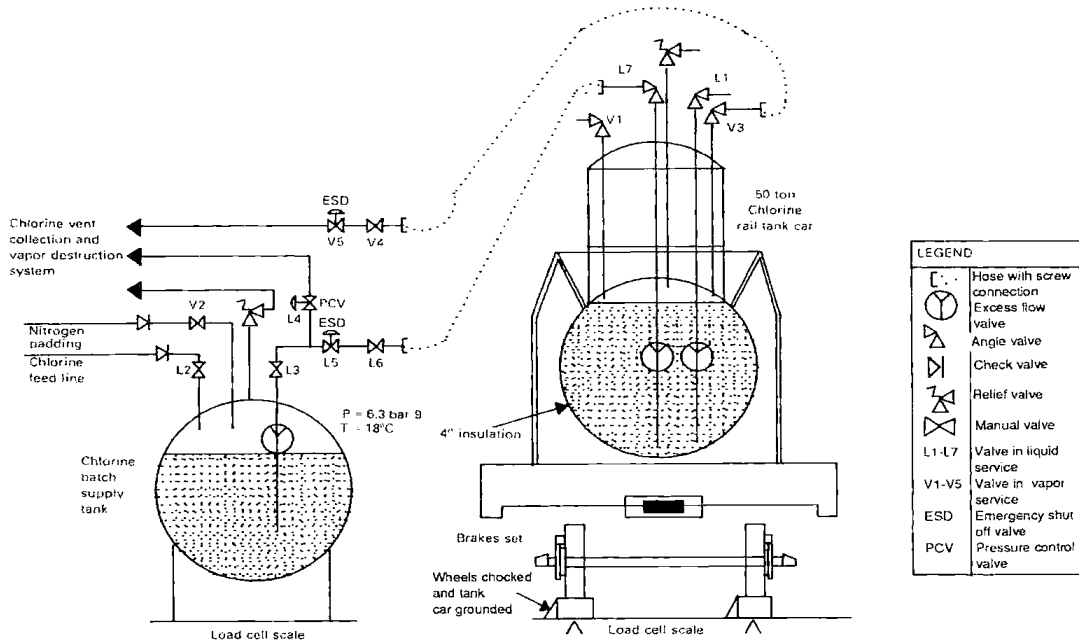 L7
L1
V1
V3
50 ton
Chlorine
rail tank car
ESD
V5
V4
Chlorine vent
collection and
vapor destruction
system
V2
PCV
L4
ESD
Nitrogen
padding
Chlorine
feed line
L2
L3
L5
L6
P = 6.3 bar g
T = 18°C
4" insulation
Chlorine
batch
supply
tank
Brakes set
Wheels chocked
and tank
car grounded
Load cell scale
Load cell scale
LEGEND
Hose with screw
connection
Excess flow
valve
Angle valve
Check valve
Relief valve
Manual valve
L1-L7 Valve in liquid
service
V1-V5 Valve in vapor
service
ESD Emergency shut
off valve
PCV Pressure control
valve